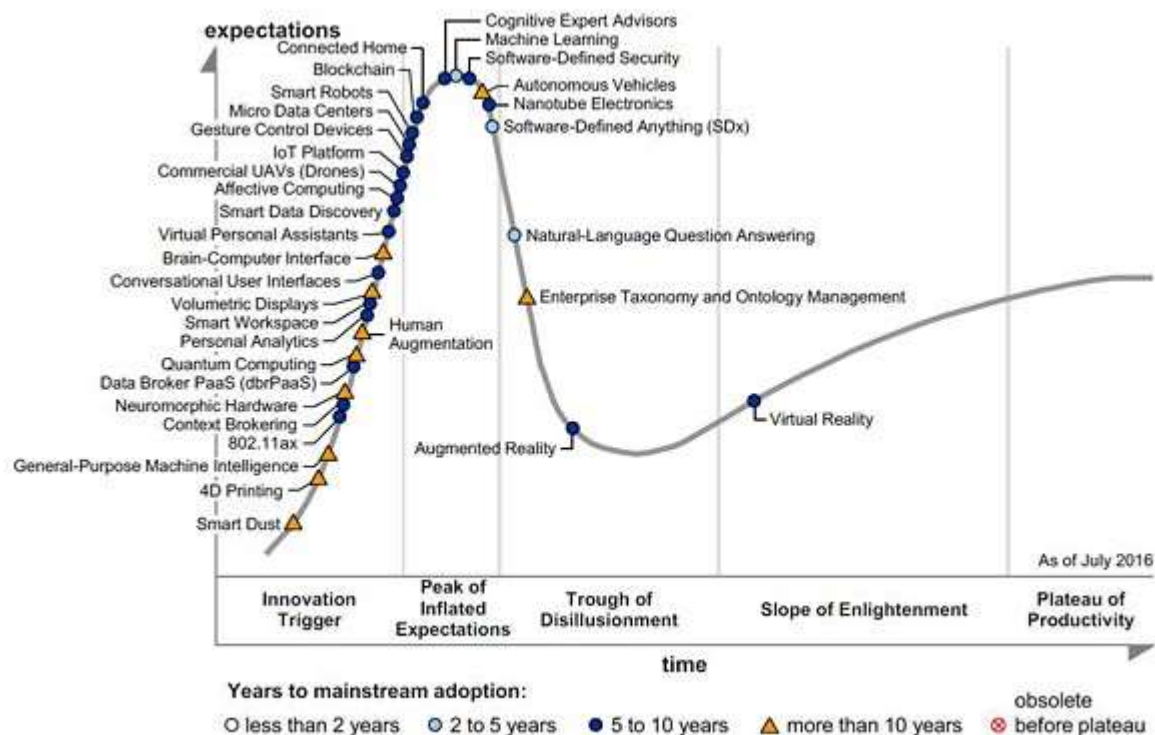 expectations
Cognitive Expert Advisors
Connected Home
Machine Learning
Software-Defined Security
Blockchain
Autonomous Vehicles
Smart Robots
Nanotube Electronics
Micro Data Centers
Gesture Control Devices
Software-Defined Anything (SDx)
IoT Platform
Commercial UAVs (Drones)
Affective Computing
Smart Data Discovery
Virtual Personal Assistants
Natural-Language Question Answering
Brain-Computer Interface
Conversational User Interfaces
Volumetric Displays
Enterprise Taxonomy and Ontology Management
Smart Workspace
Personal Analytics
Human
Augmentation
Quantum Computing
Data Broker PaaS (dbrPaaS)
Neuromorphic Hardware
Context Brokering
802.11ax
Virtual Reality
Augmented Reality
General-Purpose Machine Intelligence
4D Printing
Smart Dust
As of July 2016
Innovation
Trigger
Peak of
Inflated
Expectations
Trough of
Disillusionment
Slope of Enlightenment
Plateau of
Productivity
time
Years to mainstream adoption:
less than 2 years
2 to 5 years
5 to 10 years
more than 10 years
obsolete
before plateau